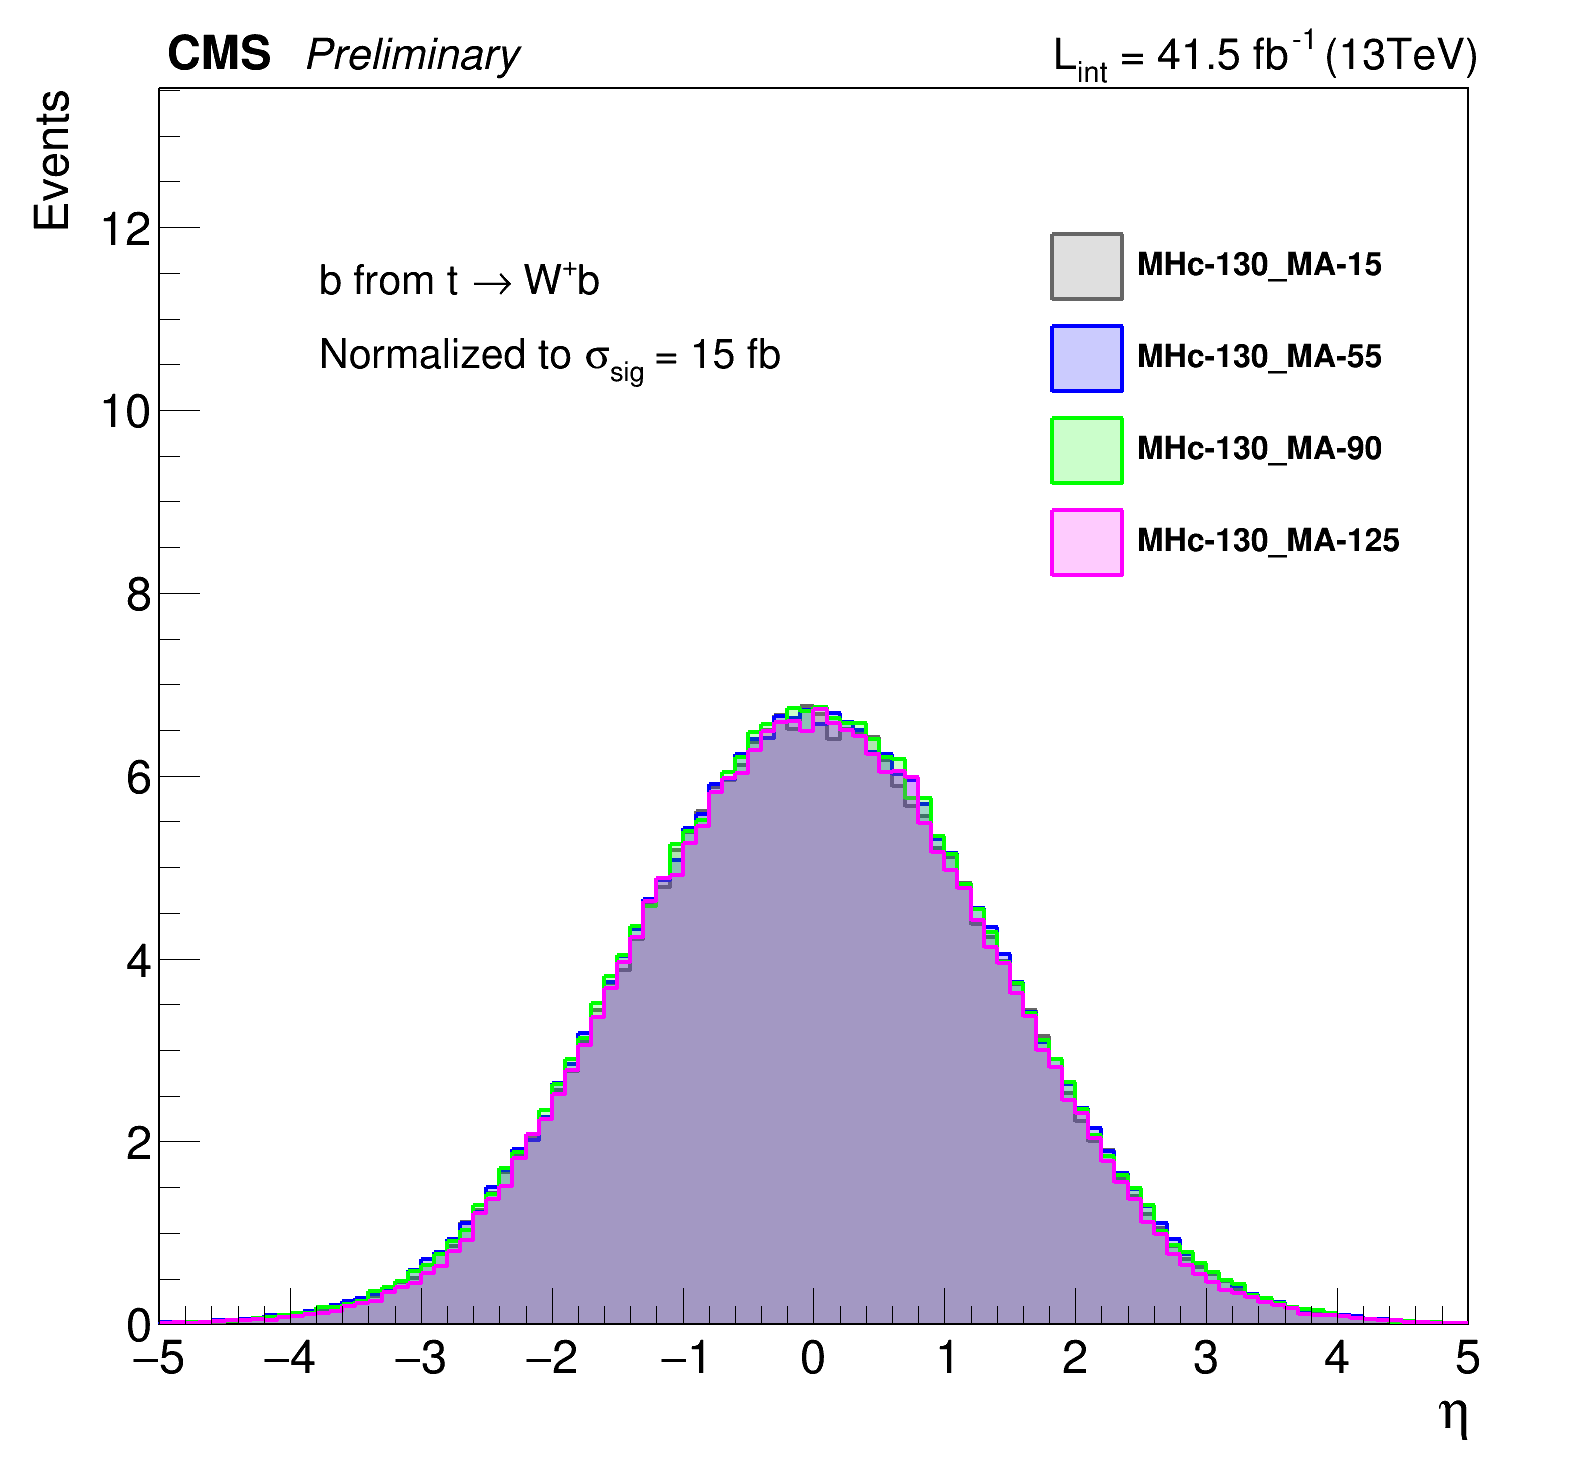 CMS Preliminary
L_int = 41.5 fb^-1 (13TeV)
Events
b from t → W⁺b
Normalized to σ_sig = 15 fb
MHc-130_MA-15
MHc-130_MA-55
MHc-130_MA-90
MHc-130_MA-125
12
10
8
6
4
2
0
−5 −4 −3 −2 −1 0 1 2 3 4 5
η